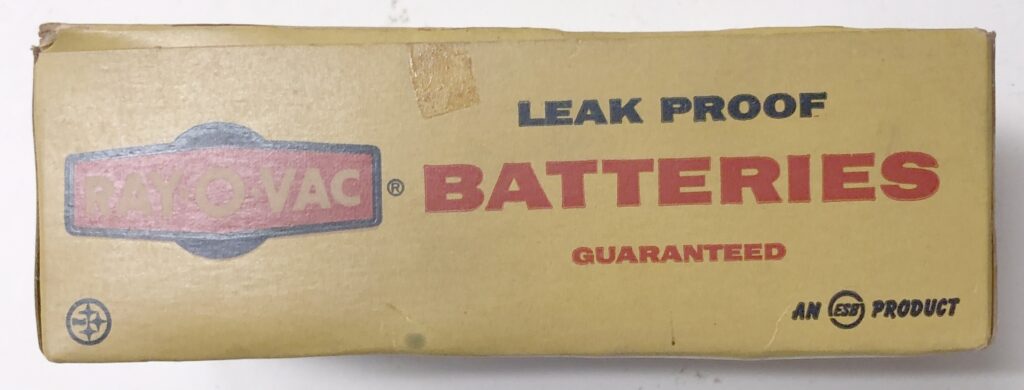 LEAK PROOF
RAY-O-VAC ® BATTERIES
GUARANTEED
AN ESB PRODUCT